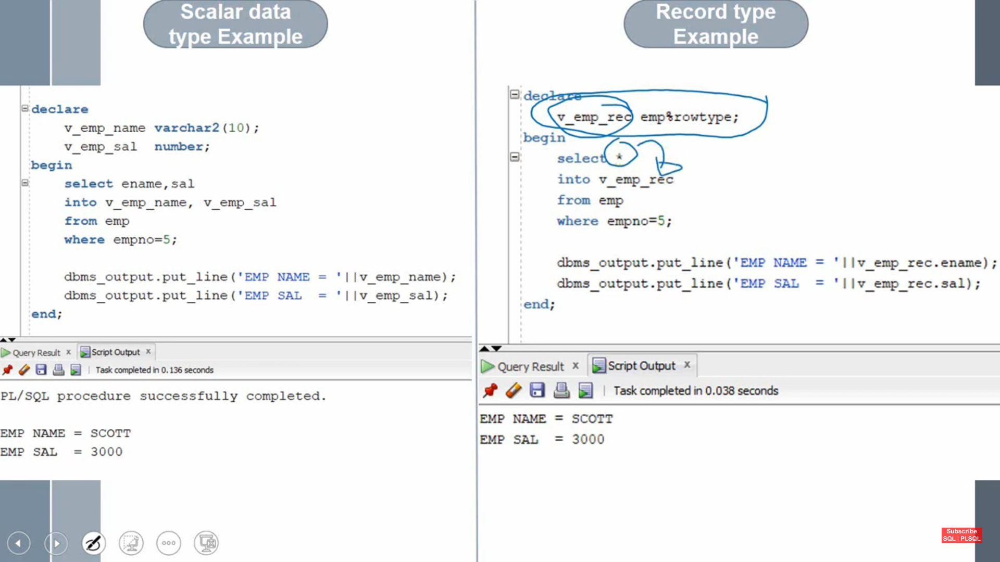 Scalar data
type Example
declare
v_emp_name varchar2(10);
v_emp_sal number;
begin
select ename,sal
into v_emp_name, v_emp_sal
from emp
where empno=5;
dbms_output.put_line('EMP NAME = '||v_emp_name);
dbms_output.put_line('EMP SAL  = '||v_emp_sal);
end;
Query Result x Script Output x
Task completed in 0.136 seconds
PL/SQL procedure successfully completed.
EMP NAME = SCOTT
EMP SAL  = 3000
Record type
Example
declare
v_emp_rec emp%rowtype;
begin
select *
into v_emp_rec
from emp
where empno=5;
dbms_output.put_line('EMP NAME = '||v_emp_rec.ename);
dbms_output.put_line('EMP SAL  = '||v_emp_rec.sal);
end;
Query Result x Script Output x
Task completed in 0.038 seconds
EMP NAME = SCOTT
EMP SAL  = 3000
Subscribe
SQL | PLSQL